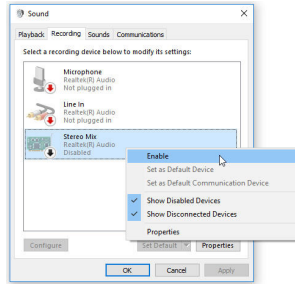 Sound
Playback Recording Sounds Communications
Select a recording device below to modify its settings:
Microphone
Realtek(R) Audio
Not plugged in
Line In
Realtek(R) Audio
Not plugged in
Stereo Mix
Realtek(R) Audio
Disabled
Enable
Set as Default Device
Set as Default Communication Device
Show Disabled Devices
Show Disconnected Devices
Properties
Configure Set Default Properties
OK Cancel Apply